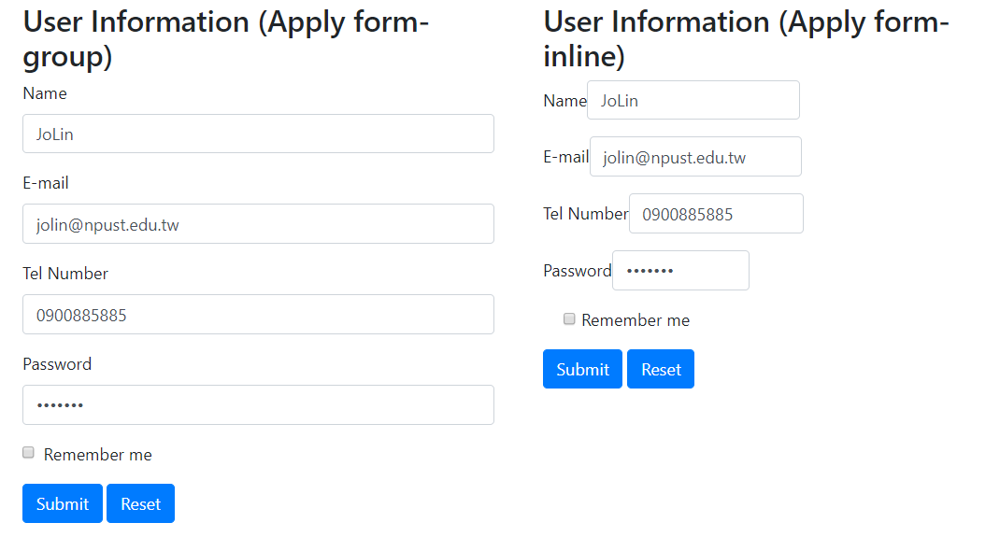 User Information (Apply form-
group)
Name
JoLin
E-mail
jolin@npust.edu.tw
Tel Number
0900885885
Password
•••••••
Remember me
Submit Reset
User Information (Apply form-
inline)
Name JoLin
E-mail jolin@npust.edu.tw
Tel Number 0900885885
Password •••••••
Remember me
Submit Reset